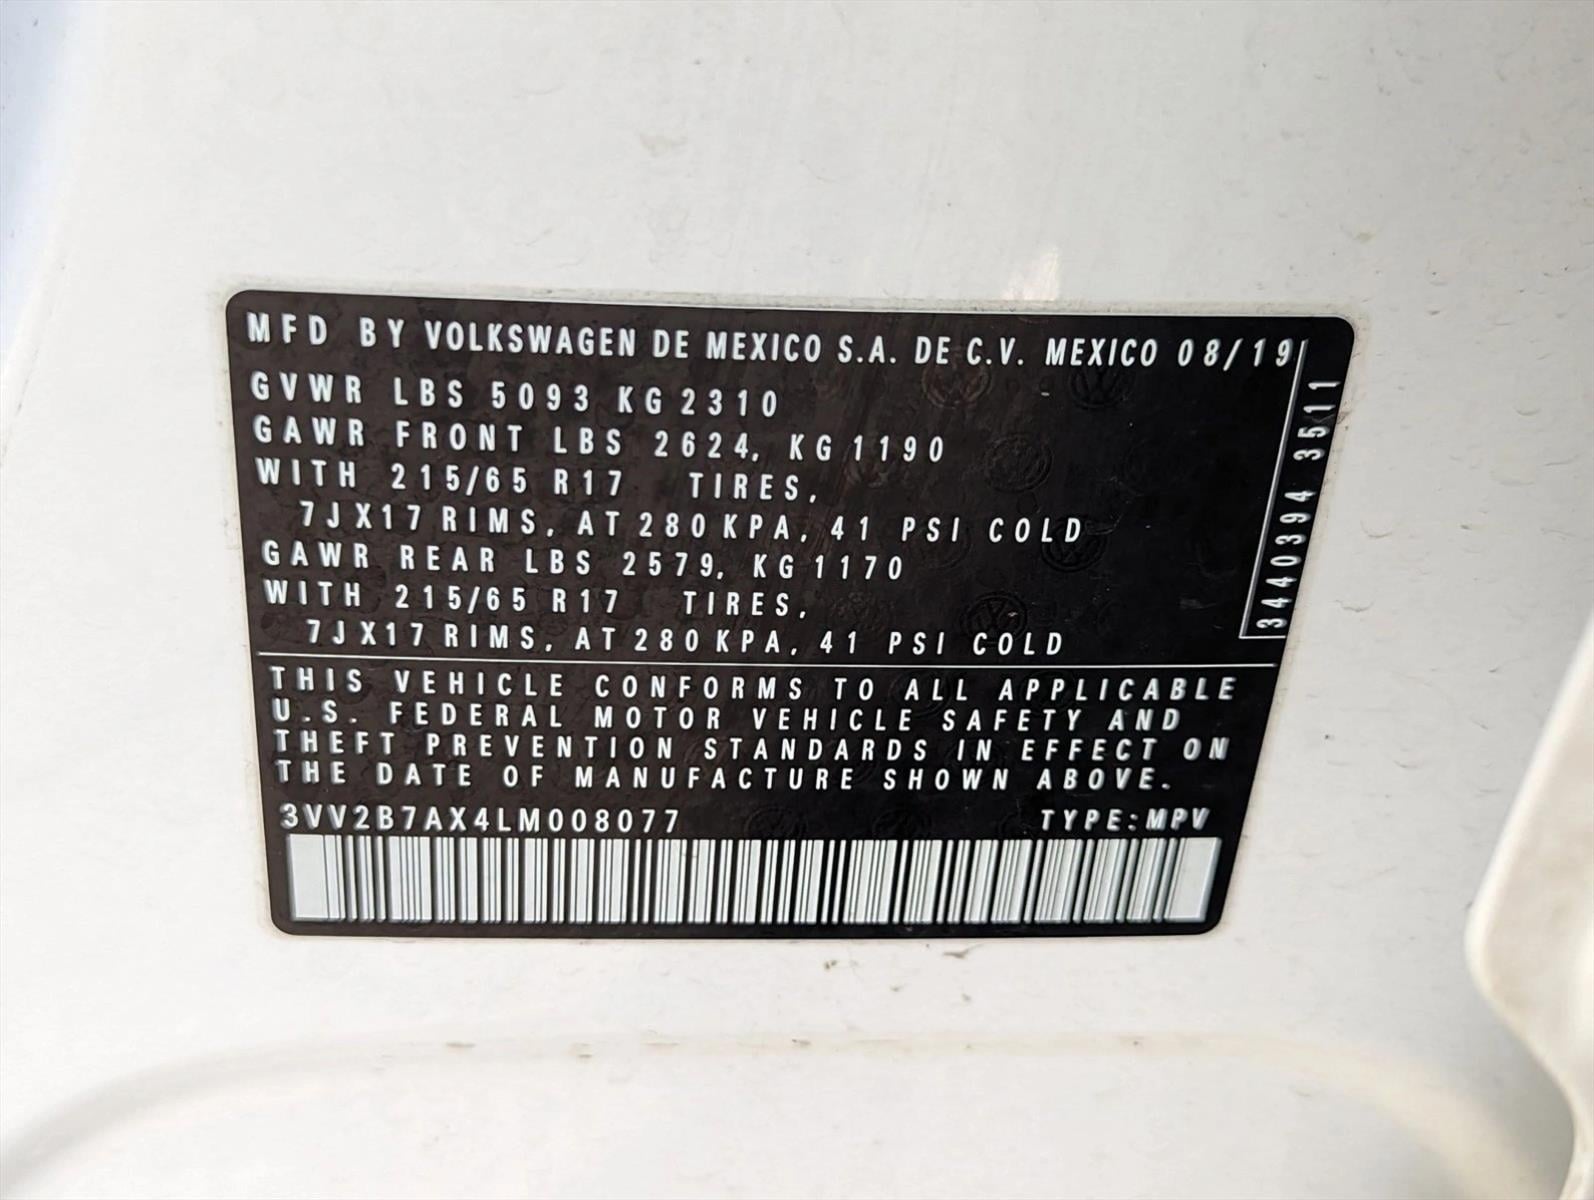 MFD BY VOLKSWAGEN DE MEXICO S.A. DE C.V. MEXICO 08/19
GVWR LBS 5093 KG 2310
GAWR FRONT LBS 2624, KG 1190
WITH 215/65 R17 TIRES,
7JX17 RIMS, AT 280 KPA, 41 PSI COLD
GAWR REAR LBS 2579, KG 1170
WITH 215/65 R17 TIRES,
7JX17 RIMS, AT 280 KPA, 41 PSI COLD
344 0394 3511
THIS VEHICLE CONFORMS TO ALL APPLICABLE
U.S. FEDERAL MOTOR VEHICLE SAFETY AND
THEFT PREVENTION STANDARDS IN EFFECT ON
THE DATE OF MANUFACTURE SHOWN ABOVE.
3VV2B7AX4LM008077 TYPE:MPV